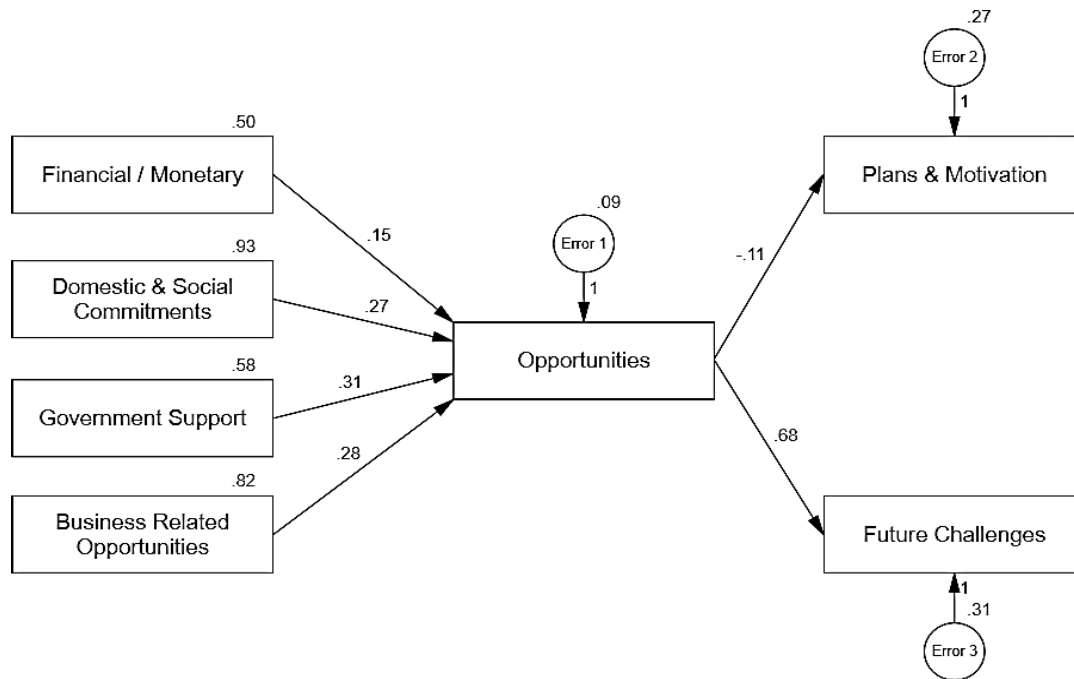 .27
Error 2
1
.50
Financial / Monetary
Plans & Motivation
.09
Error 1
1
.15
-.11
.93
Domestic & Social
Commitments
.27
Opportunities
.58
Government Support
.31
.68
.28
.82
Business Related
Opportunities
Future Challenges
1
.31
Error 3